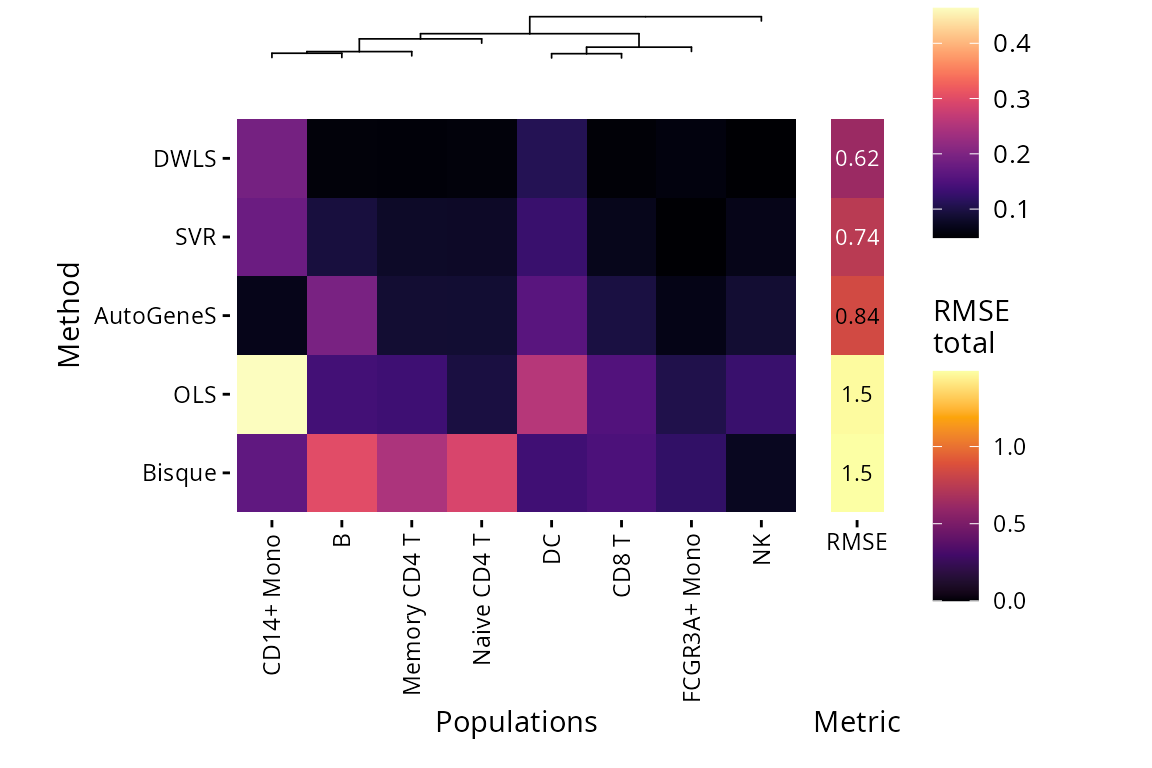 0.4
0.3
0.2
0.1
DWLS
SVR
AutoGeneS
OLS
Bisque
Method
0.62
0.74
0.84
1.5
1.5
RMSE
total
1.0
0.5
0.0
CD14+ Mono
B
Memory CD4 T
Naive CD4 T
DC
CD8 T
FCGR3A+ Mono
NK
RMSE
Populations
Metric